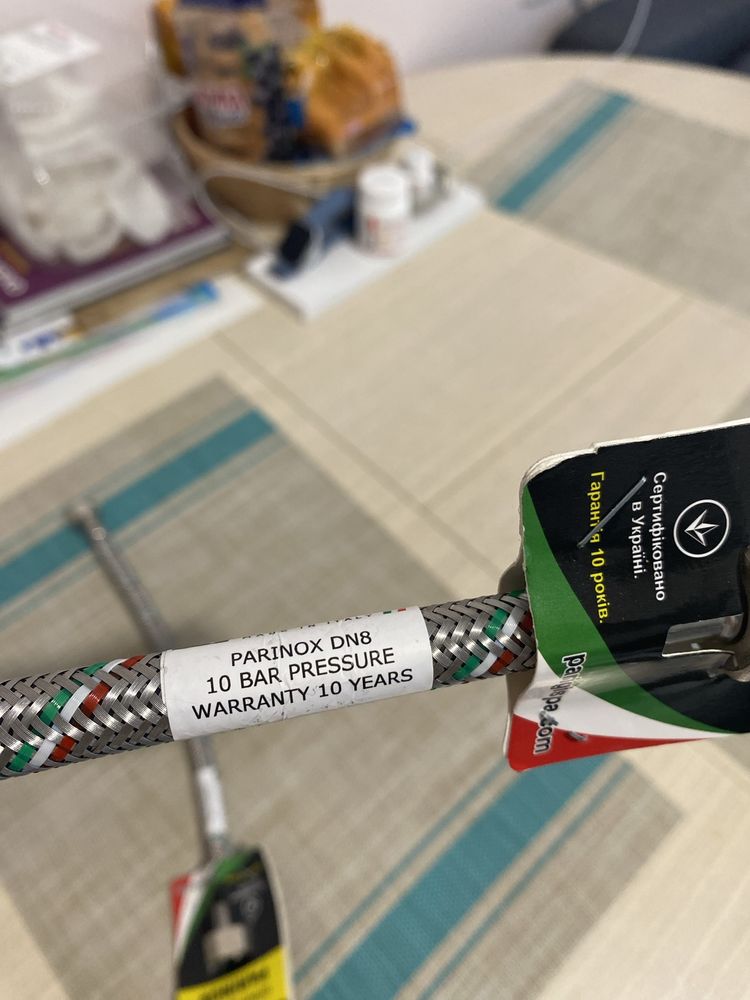 PARINOX DN8
10 BAR PRESSURE
WARRANTY 10 YEARS
Сертифіковано
в Україні.
Гарантія 10 років.